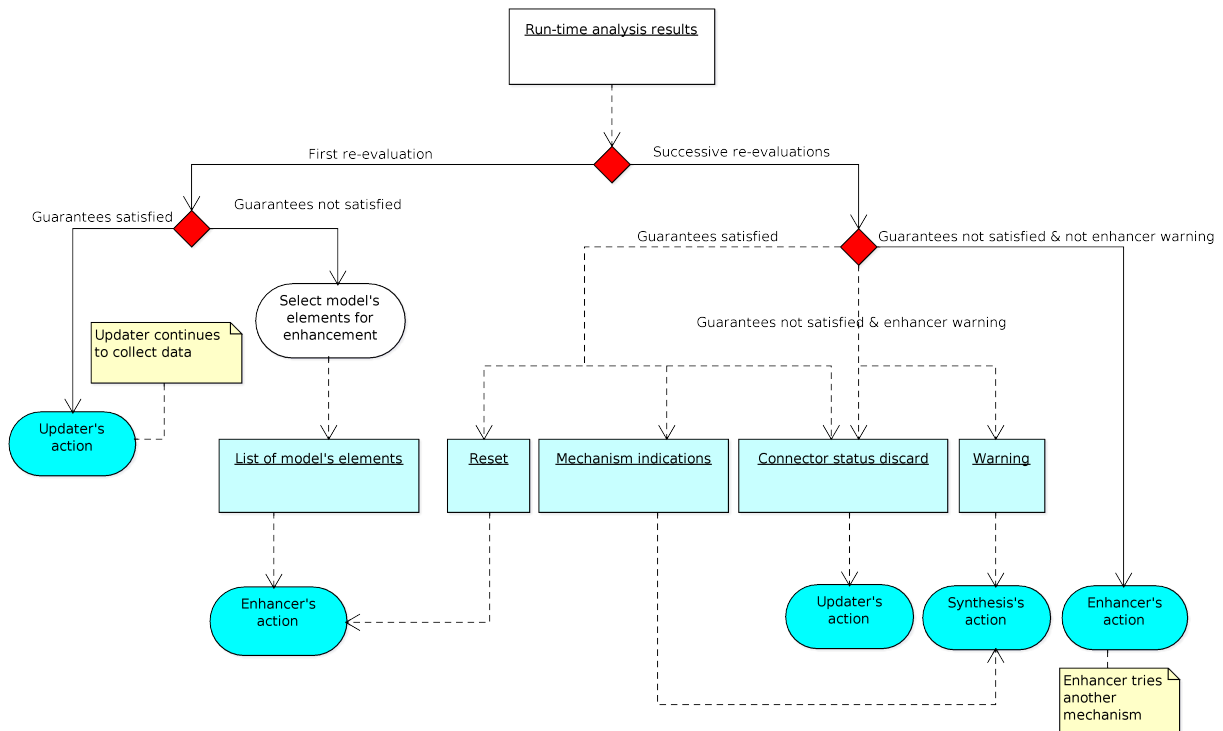 Run-time analysis results
First re-evaluation
Successive re-evaluations
Guarantees satisfied
Guarantees not satisfied
Guarantees satisfied
Guarantees not satisfied & not enhancer warning
Select model's
elements for
enhancement
Guarantees not satisfied & enhancer warning
Updater continues
to collect data
Updater's
action
List of model's elements
Reset
Mechanism indications
Connector status discard
Warning
Enhancer's
action
Updater's
action
Synthesis's
action
Enhancer's
action
Enhancer tries
another
mechanism